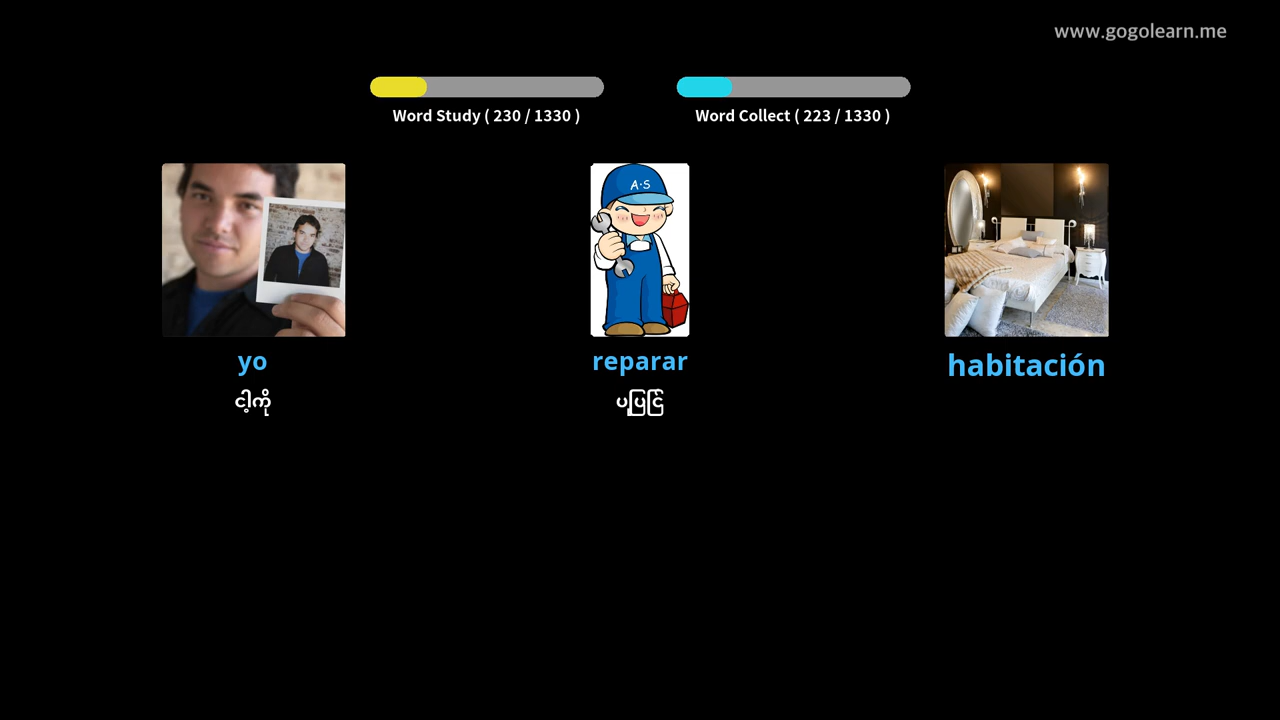 www.gogolearn.me
Word Study ( 230 / 1330 )
Word Collect ( 223 / 1330 )
A·S
yo
reparar
habitación
ငါ့ကို
ပြုပြင်